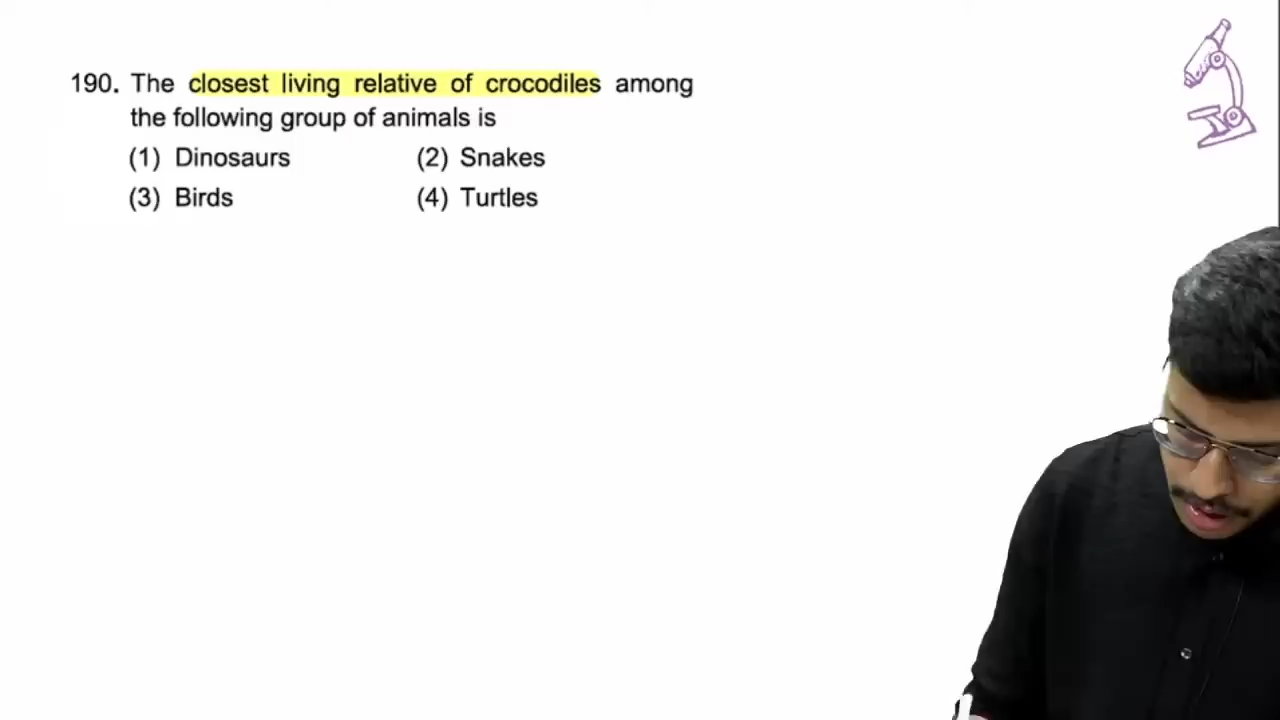 190. The closest living relative of crocodiles among
the following group of animals is
(1) Dinosaurs (2) Snakes
(3) Birds (4) Turtles